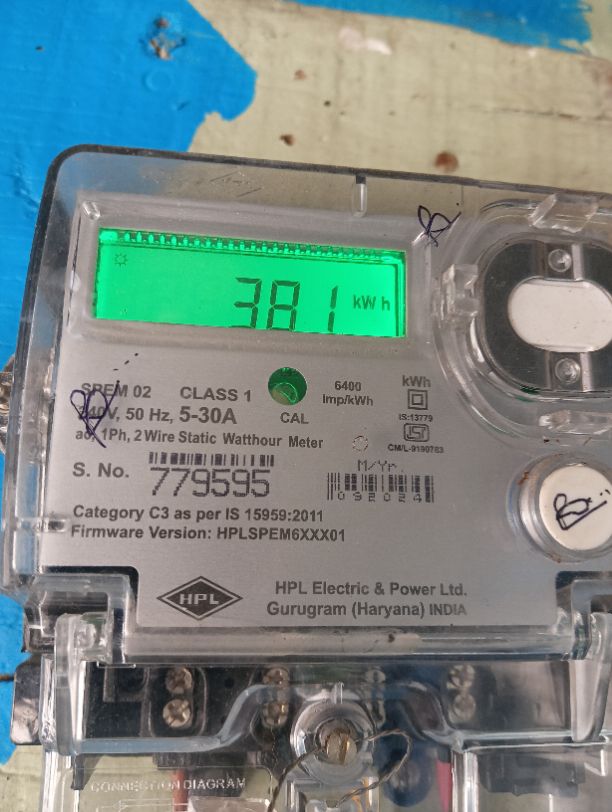 381 kWh
SPEM 02 CLASS 1
240V, 50 Hz, 5-30A
ac, 1Ph, 2 Wire Static Watthour Meter
CAL
6400
Imp/kWh
kWh
IS:13779
CM/L-9190763
S. No. 779595
M/Yr.
092024
Category C3 as per IS 15959:2011
Firmware Version: HPLSPEM6XXX01
HPL
HPL Electric & Power Ltd.
Gurugram (Haryana) INDIA
CONNECTION DIAGRAM